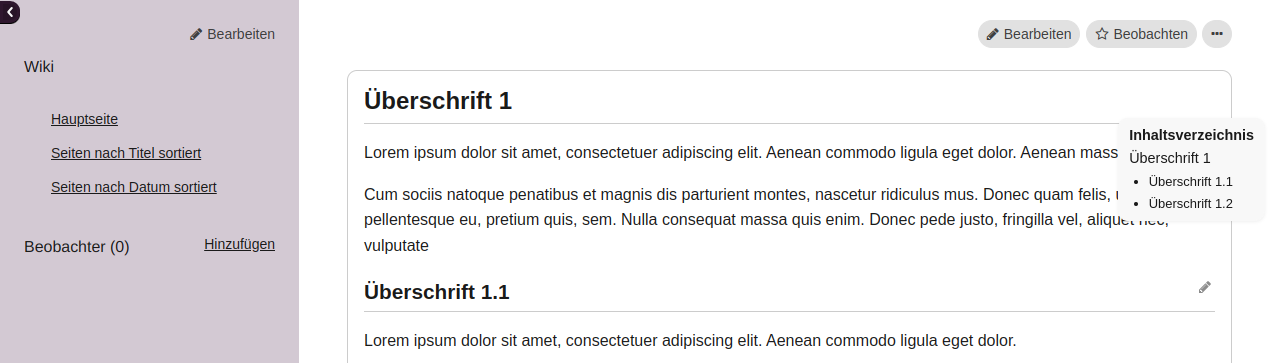 Bearbeiten
Wiki
Hauptseite
Seiten nach Titel sortiert
Seiten nach Datum sortiert
Beobachter (0) Hinzufügen
Bearbeiten Beobachten
Überschrift 1
Lorem ipsum dolor sit amet, consectetuer adipiscing elit. Aenean commodo ligula eget dolor. Aenean
Cum sociis natoque penatibus et magnis dis parturient montes, nascetur ridiculus mus. Donec quam felis,
pellentesque eu, pretium quis, sem. Nulla consequat massa quis enim. Donec pede justo, fringilla vel, aliquet nec,
vulputate
Überschrift 1.1
Lorem ipsum dolor sit amet, consectetuer adipiscing elit. Aenean commodo ligula eget dolor.
Inhaltsverzeichnis
Überschrift 1
Überschrift 1.1
Überschrift 1.2